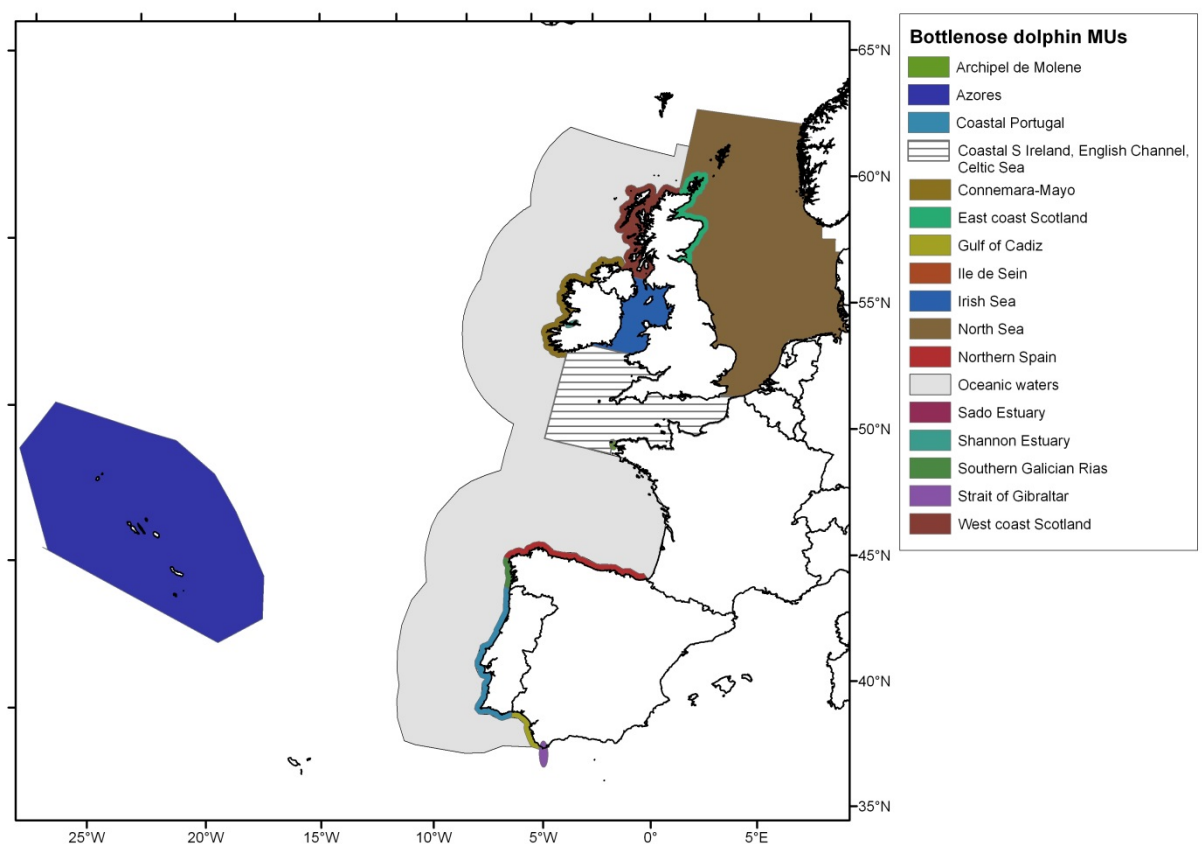 Bottlenose dolphin MUs
Archipel de Molene
Azores
Coastal Portugal
Coastal S Ireland, English Channel,
Celtic Sea
Connemara-Mayo
East coast Scotland
Gulf of Cadiz
Ile de Sein
Irish Sea
North Sea
Northern Spain
Oceanic waters
Sado Estuary
Shannon Estuary
Southern Galician Rias
Strait of Gibraltar
West coast Scotland
65°N
60°N
55°N
50°N
45°N
40°N
35°N
25°W
20°W
15°W
10°W
5°W
0°
5°E